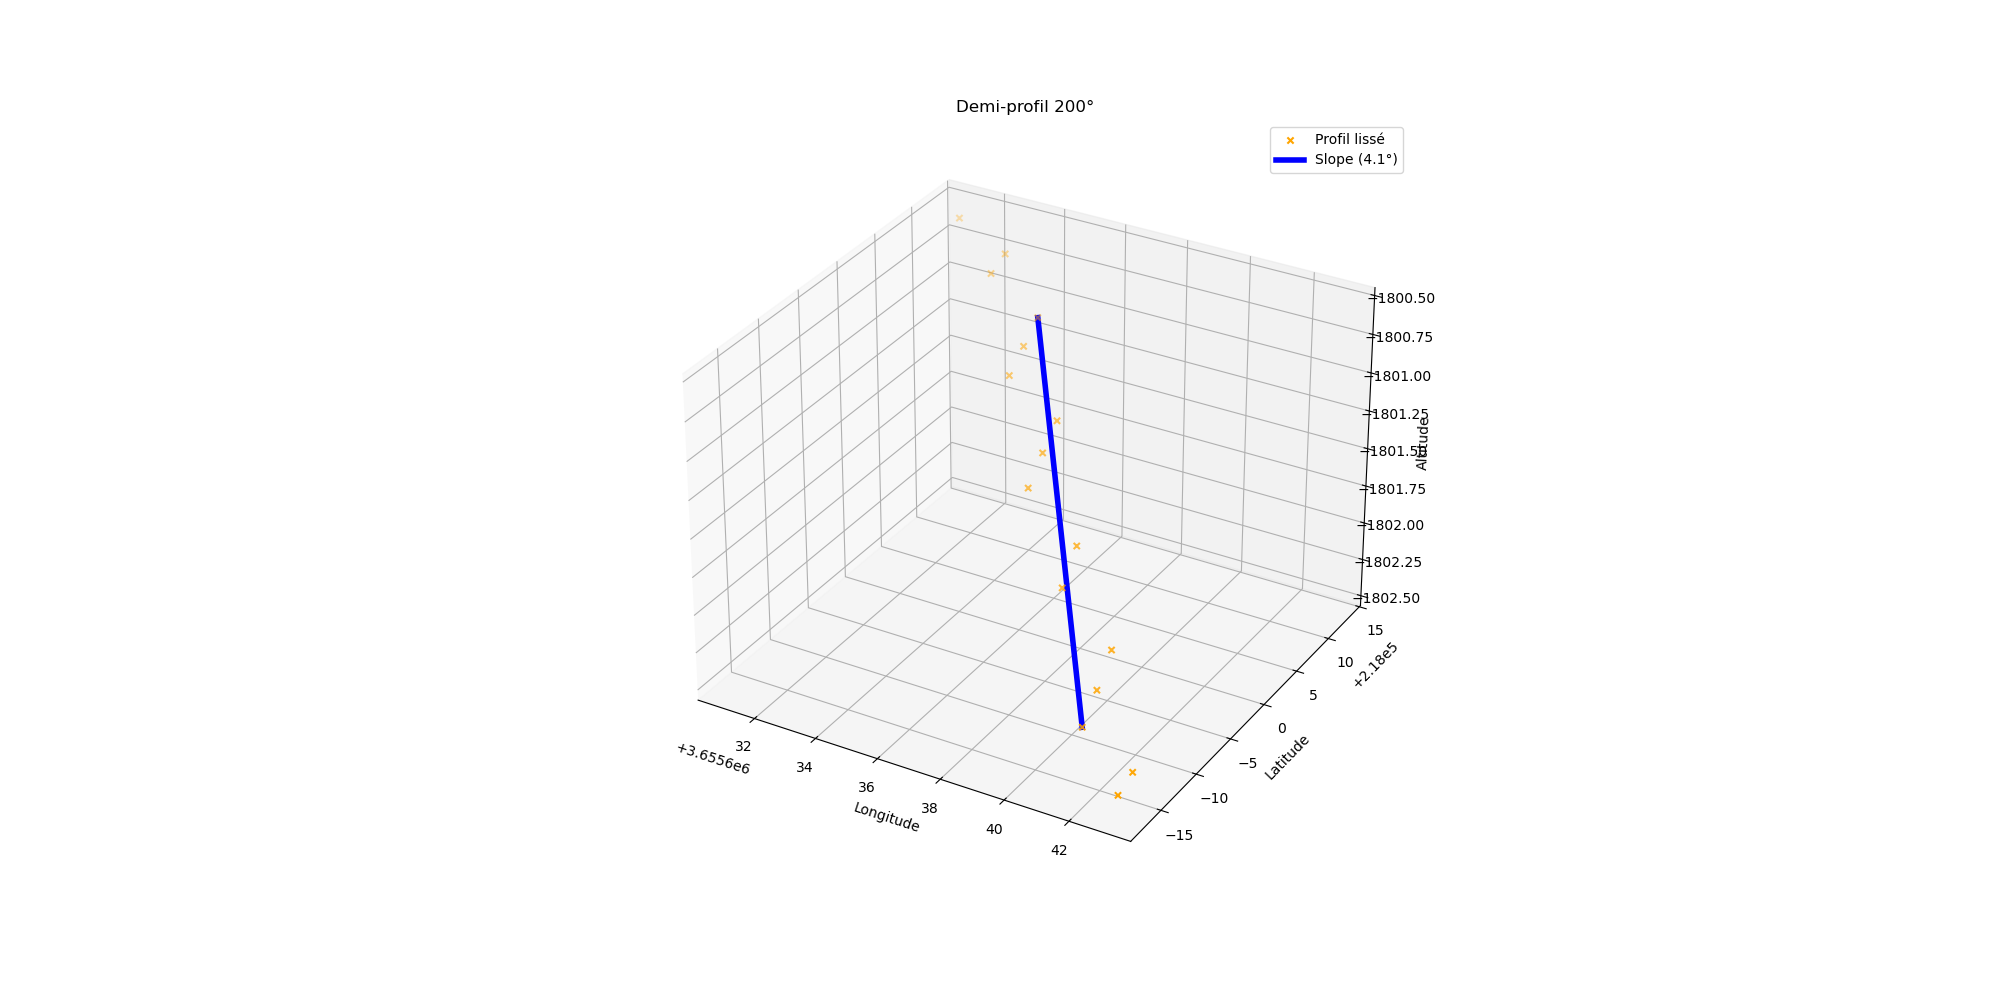 Demi-profil 200°
Profil lissé
Slope (4.1°)
−1800.50
−1800.75
−1801.00
−1801.25
−1801.50
−1801.75
−1802.00
−1802.25
−1802.50
Altitude
15
10
5
0
−5
−10
−15
+2.18e5
Latitude
32
34
36
38
40
42
+3.6556e6
Longitude